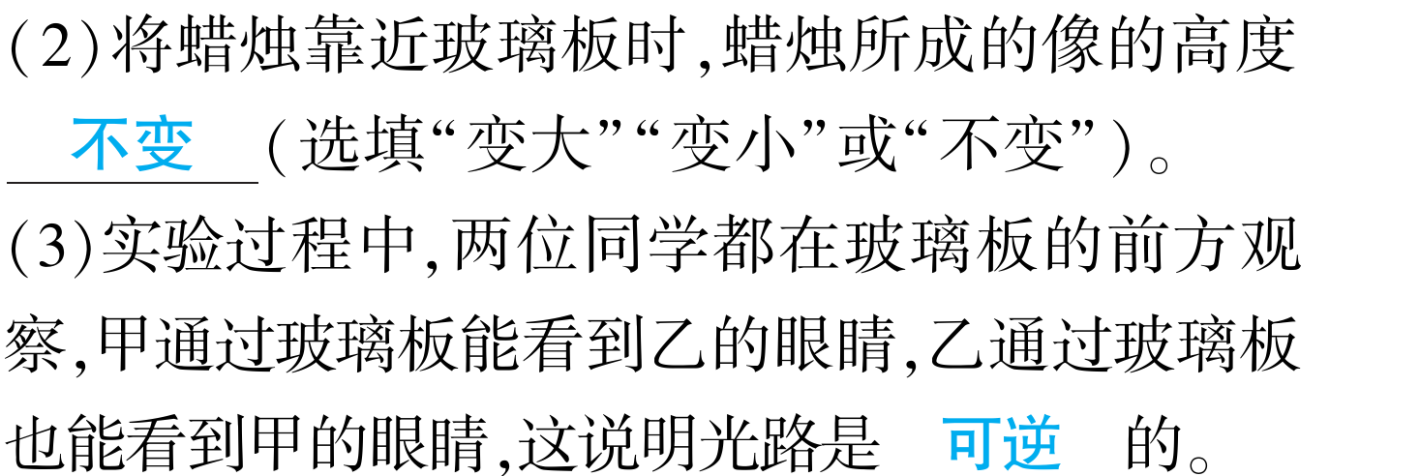 (2)将蜡烛靠近玻璃板时,蜡烛所成的像的高度
不变(选填“变大”“变小”或“不变”)。
(3)实验过程中,两位同学都在玻璃板的前方观
察,甲通过玻璃板能看到乙的眼睛,乙通过玻璃板
也能看到甲的眼睛,这说明光路是 可逆 的。